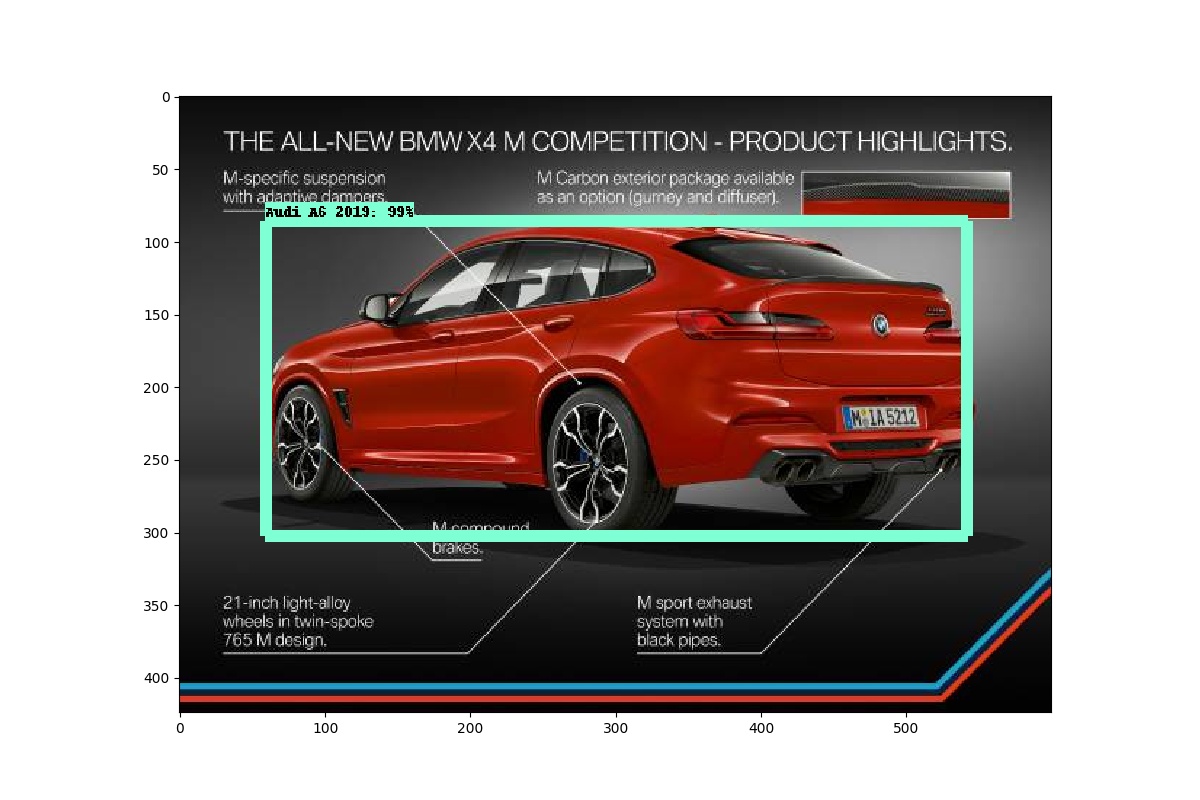 THE ALL-NEW BMW X4 M COMPETITION - PRODUCT HIGHLIGHTS.
M-specific suspension
with adaptive dampers.
M Carbon exterior package available
as an option (gurney and diffuser).
Audi A6 2019: 99%
M IA 5212
M compound
brakes.
21-inch light-alloy
wheels in twin-spoke
765 M design.
M sport exhaust
system with
black pipes.
0
50
100
150
200
250
300
350
400
0
100
200
300
400
500